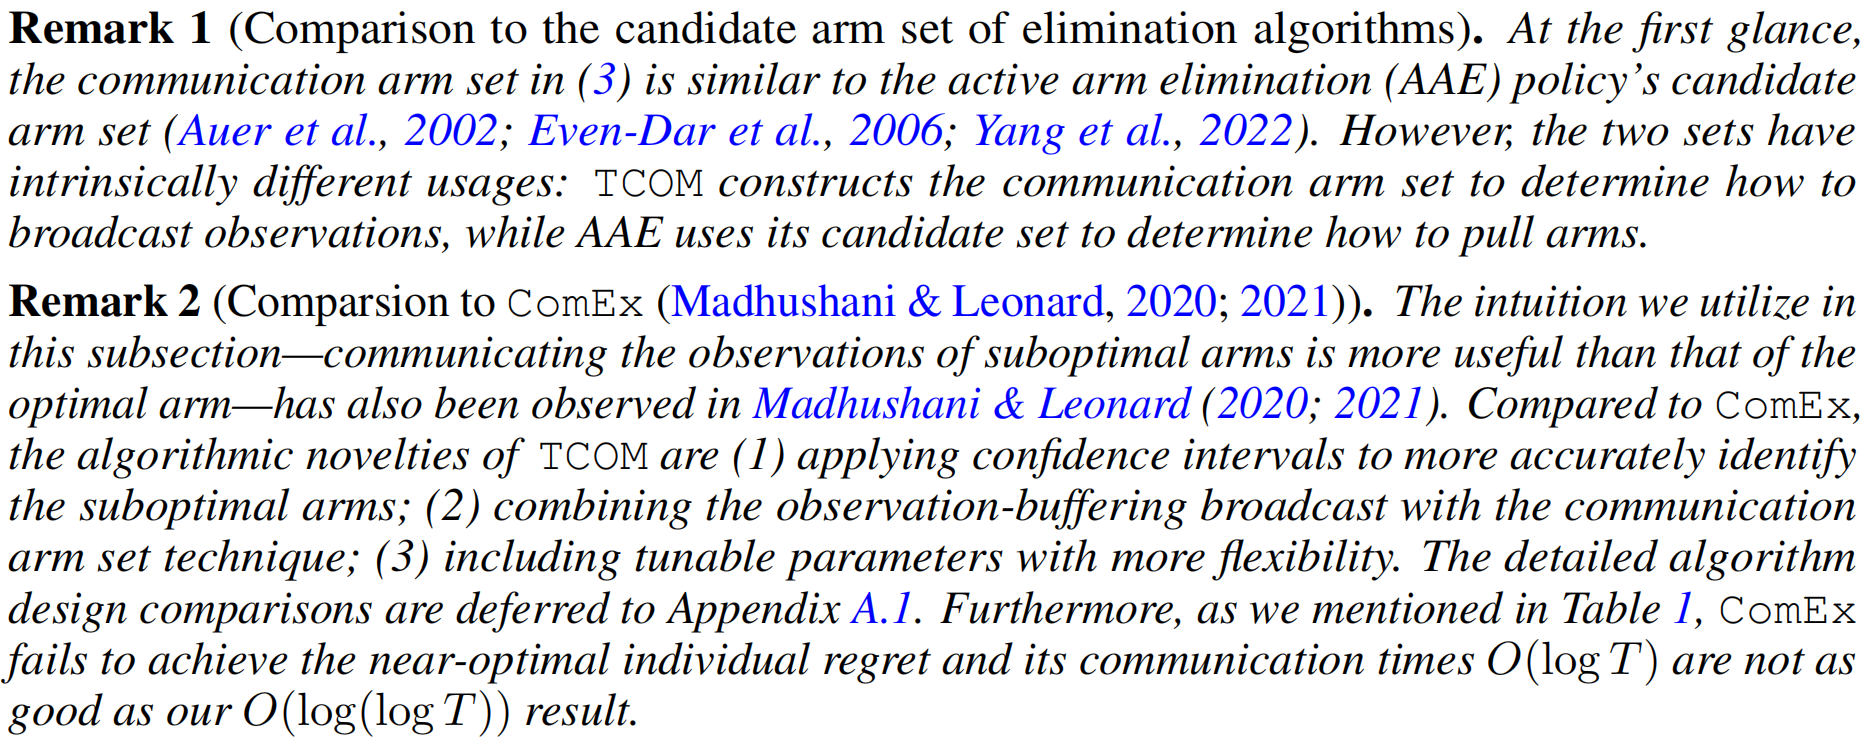 Remark 1 (Comparison to the candidate arm set of elimination algorithms). At the first glance,
the communication arm set in (3) is similar to the active arm elimination (AAE) policy's candidate
arm set (Auer et al., 2002; Even-Dar et al., 2006; Yang et al., 2022). However, the two sets have
intrinsically different usages: TCOM constructs the communication arm set to determine how to
broadcast observations, while AAE uses its candidate set to determine how to pull arms.
Remark 2 (Comparsion to ComEx (Madhushani & Leonard, 2020; 2021)). The intuition we utilize in
this subsection—communicating the observations of suboptimal arms is more useful than that of the
optimal arm—has also been observed in Madhushani & Leonard (2020; 2021). Compared to ComEx,
the algorithmic novelties of TCOM are (1) applying confidence intervals to more accurately identify
the suboptimal arms; (2) combining the observation-buffering broadcast with the communication
arm set technique; (3) including tunable parameters with more flexibility. The detailed algorithm
design comparisons are deferred to Appendix A.1. Furthermore, as we mentioned in Table 1, ComEx
fails to achieve the near-optimal individual regret and its communication times O(log T) are not as
good as our O(log(log T)) result.